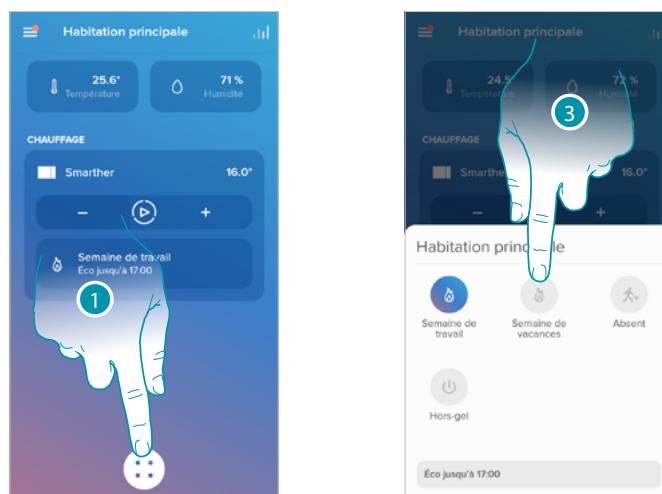 Habitation principale
25.6°
Température
71 %
Humidité
CHAUFFAGE
Smarther
16.0°
Semaine de travail
Éco jusqu'à 17:00
1
Habitation principale
24.5°
72 %
Humidité
CHAUFFAGE
16.0°
3
Habitation
Semaine de
travail
Semaine de
vacances
Absent
Hors-gel
Éco jusqu'à 17:00